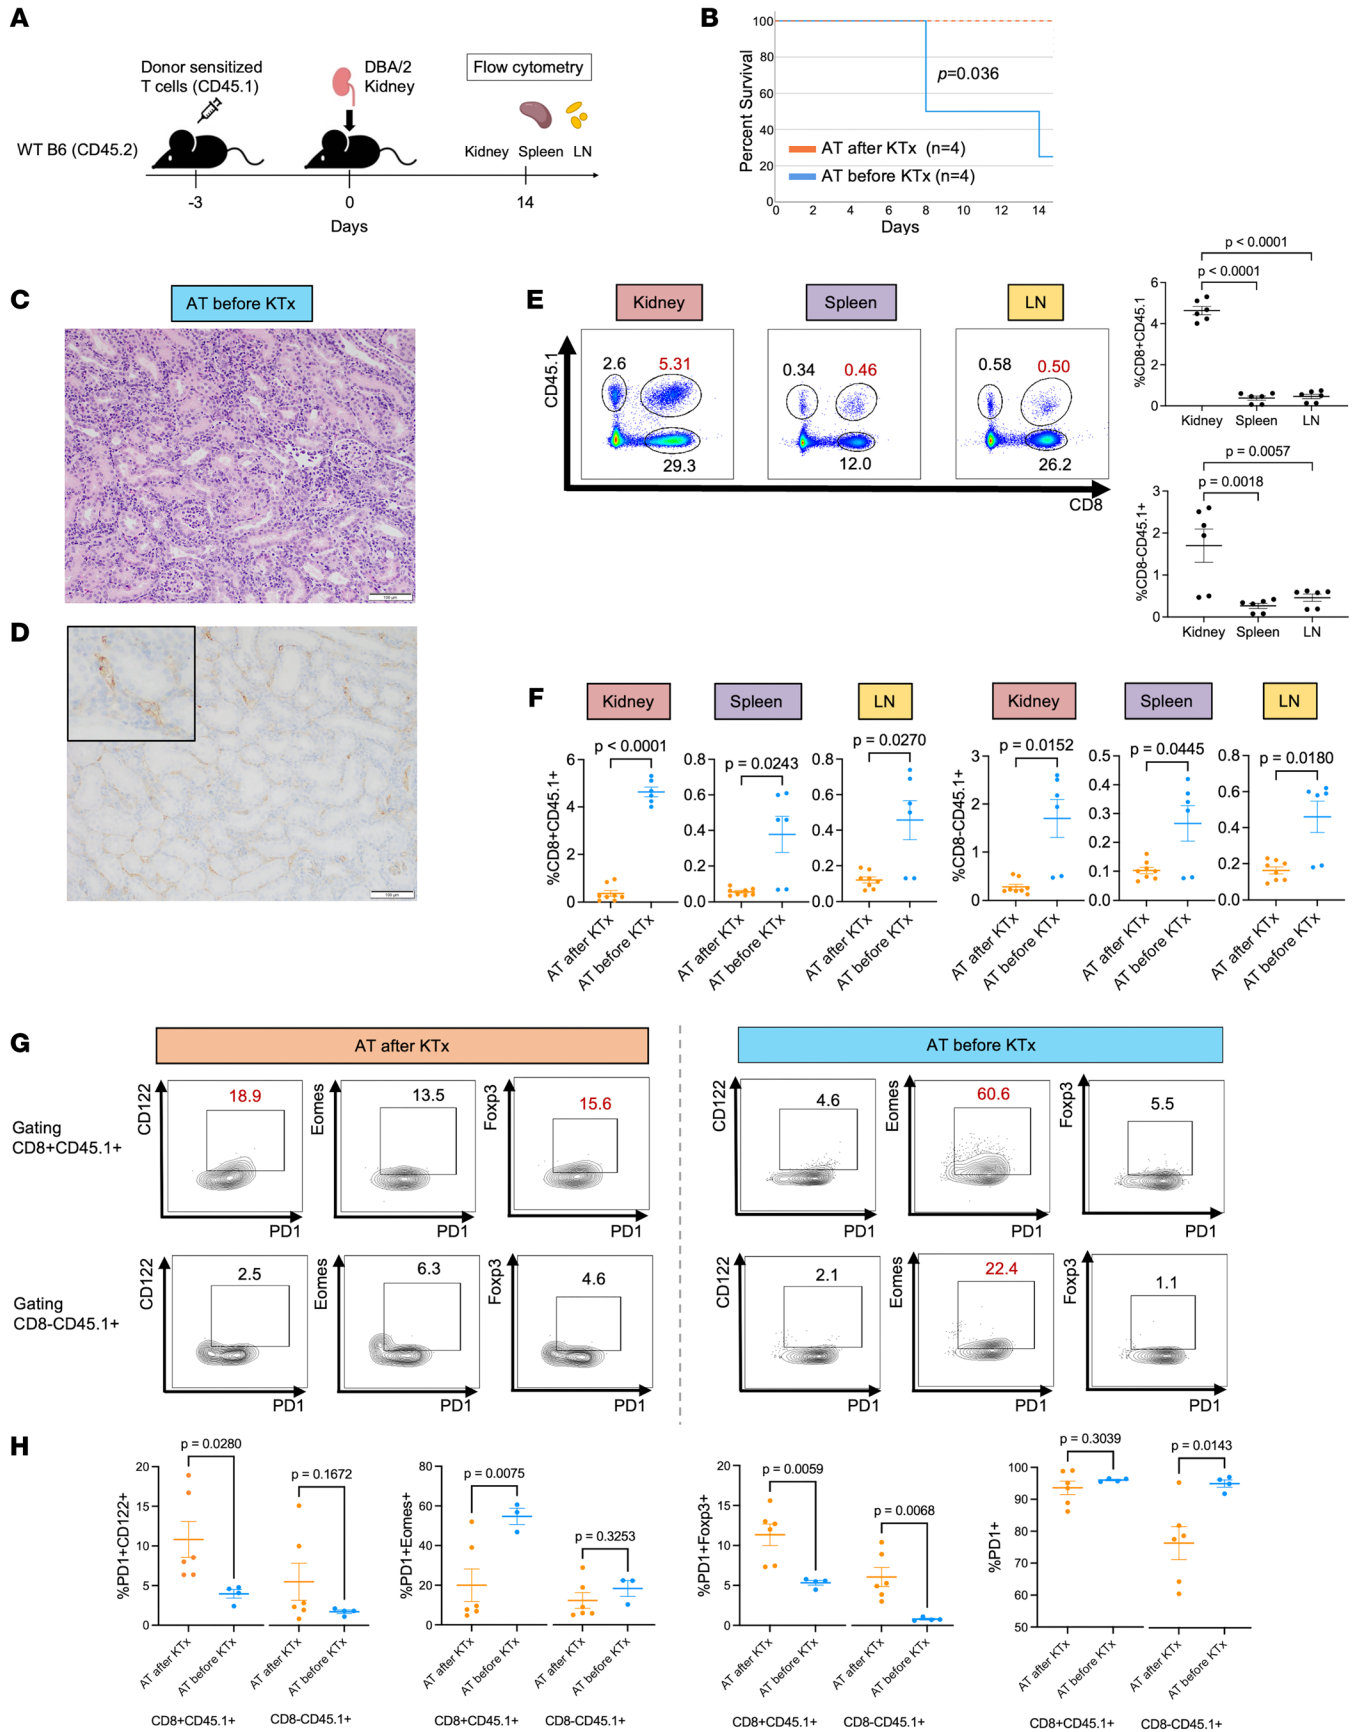 A
Donor sensitized
T cells (CD45.1)
DBA/2
Kidney
Flow cytometry
WT B6 (CD45.2)
Kidney Spleen LN
-3 0 14
Days
B
Percent Survival
100
80
60
40
20
0
p=0.036
AT after KTx (n=4)
AT before KTx (n=4)
0 2 4 6 8 10 12 14
Days
C
AT before KTx
100 µm
D
100 µm
E
Kidney Spleen LN
CD45.1
2.6 5.31 29.3
0.34 0.46 12.0
0.58 0.50 26.2
CD8
p < 0.0001
p < 0.0001
%CD8+CD45.1
6
4
2
0
Kidney Spleen LN
p = 0.0057
p = 0.0018
%CD8-CD45.1+
3
2
1
0
Kidney Spleen LN
F
Kidney Spleen LN Kidney Spleen LN
p < 0.0001 p = 0.0243 p = 0.0270 p = 0.0152 p = 0.0445 p = 0.0180
%CD8+CD45.1+
6 4 2 0
0.8 0.6 0.4 0.2 0.0
0.8 0.6 0.4 0.2 0.0
%CD8-CD45.1+
3 2 1 0
0.5 0.4 0.3 0.2 0.1 0.0
0.8 0.6 0.4 0.2 0.0
AT after KTx AT before KTx AT after KTx AT before KTx AT after KTx AT before KTx AT after KTx AT before KTx AT after KTx AT before KTx AT after KTx AT before KTx
G
AT after KTx AT before KTx
Gating
CD8+CD45.1+
CD122 18.9 PD1
Eomes 13.5 PD1
Foxp3 15.6 PD1
CD122 4.6 PD1
Eomes 60.6 PD1
Foxp3 5.5 PD1
Gating
CD8-CD45.1+
CD122 2.5 PD1
Eomes 6.3 PD1
Foxp3 4.6 PD1
CD122 2.1 PD1
Eomes 22.4 PD1
Foxp3 1.1 PD1
H
%PD1+CD122+
20 15 10 5 0
p = 0.0280 p = 0.1672
AT after KTx AT before KTx AT after KTx AT before KTx
CD8+CD45.1+ CD8-CD45.1+
%PD1+Eomes+
80 60 40 20 0
p = 0.0075 p = 0.3253
AT after KTx AT before KTx AT after KTx AT before KTx
CD8+CD45.1+ CD8-CD45.1+
%PD1+Foxp3+
20 15 10 5 0
p = 0.0059 p = 0.0068
AT after KTx AT before KTx AT after KTx AT before KTx
CD8+CD45.1+ CD8-CD45.1+
%PD1+
100 90 80 70 60 50
p = 0.3039 p = 0.0143
AT after KTx AT before KTx AT after KTx AT before KTx
CD8+CD45.1+ CD8-CD45.1+